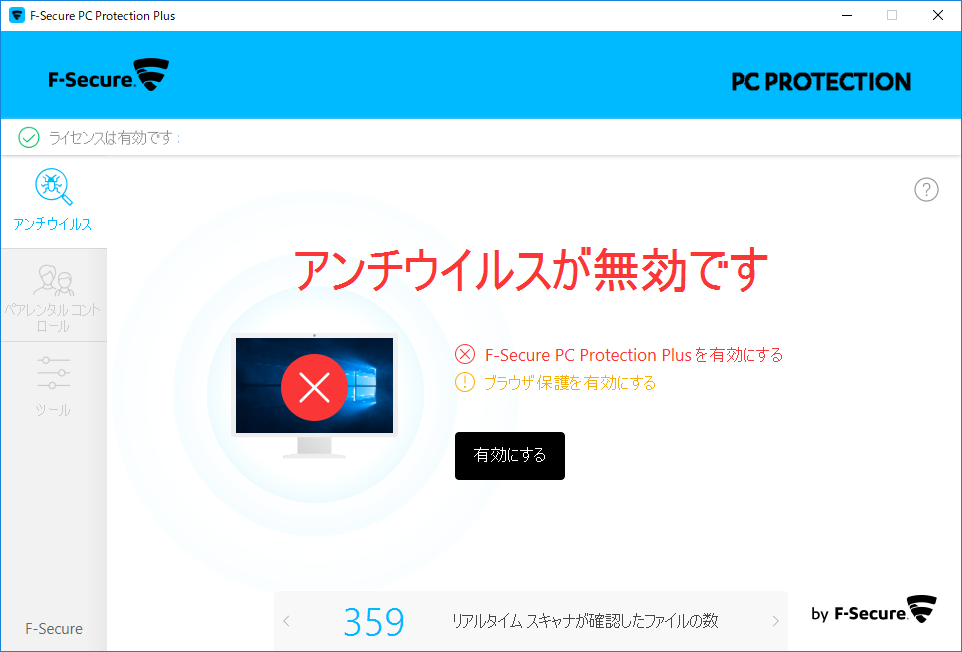 F-Secure PC Protection Plus
F-Secure.
PC PROTECTION
ライセンスは有効です :
アンチウイルス
ペアレンタル コント
ロール
ツール
F-Secure
?
アンチウイルスが無効です
F-Secure PC Protection Plusを有効にする
ブラウザ保護を有効にする
有効にする
359
リアルタイム スキャナが確認したファイルの数
by F-Secure.